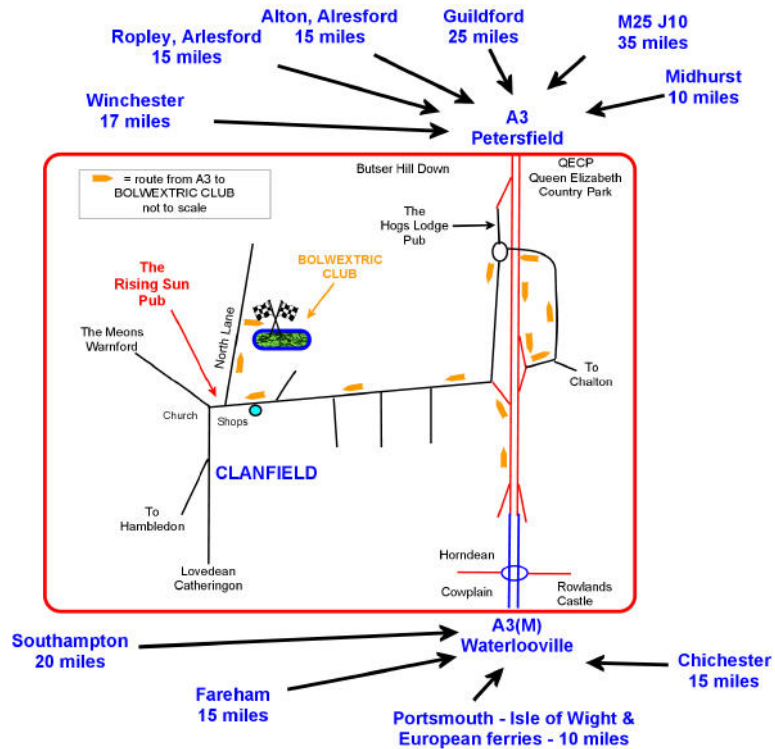 Ropley, Arlesford
15 miles
Alton, Alresford
15 miles
Guildford
25 miles
M25 J10
35 miles
Midhurst
10 miles
Winchester
17 miles
A3
Petersfield
= route from A3 to
BOLWEXTRIC CLUB
not to scale
Butser Hill Down
QECP
Queen Elizabeth
Country Park
The
Hogs Lodge
Pub
The
Rising Sun
Pub
BOLWEXTRIC
CLUB
North Lane
The Meons
Warnford
To
Chalton
Church
Shops
CLANFIELD
To
Hambledon
Lovedean
Catheringon
Horndean
Cowplain
Rowlands
Castle
A3(M)
Waterlooville
Southampton
20 miles
Fareham
15 miles
Portsmouth - Isle of Wight &
European ferries - 10 miles
Chichester
15 miles